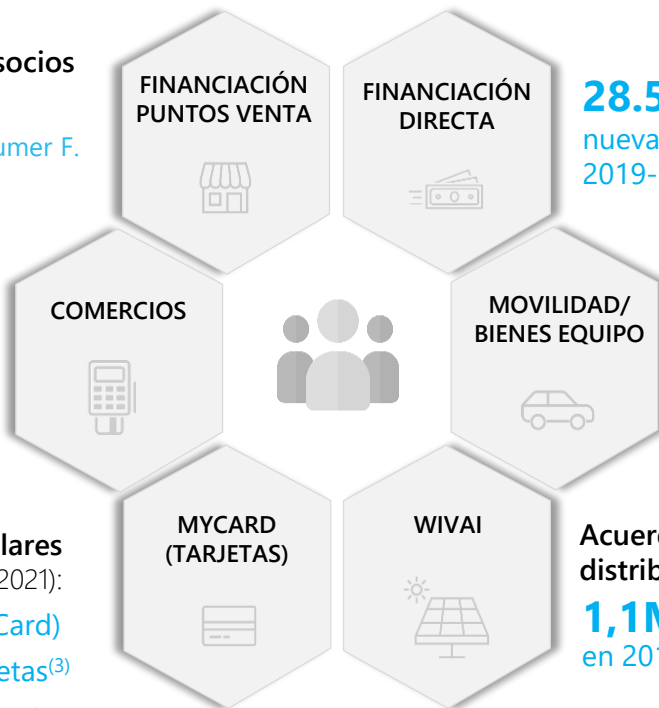 socios
umer F.
FINANCIACIÓN
PUNTOS VENTA
FINANCIACIÓN
DIRECTA
28.5
nueva
2019-
COMERCIOS
MOVILIDAD/
BIENES EQUIPO
lares
2021):
Card)
etas(3)
MYCARD
(TARJETAS)
WIVAI
Acuer
distrib
1,1M
en 201